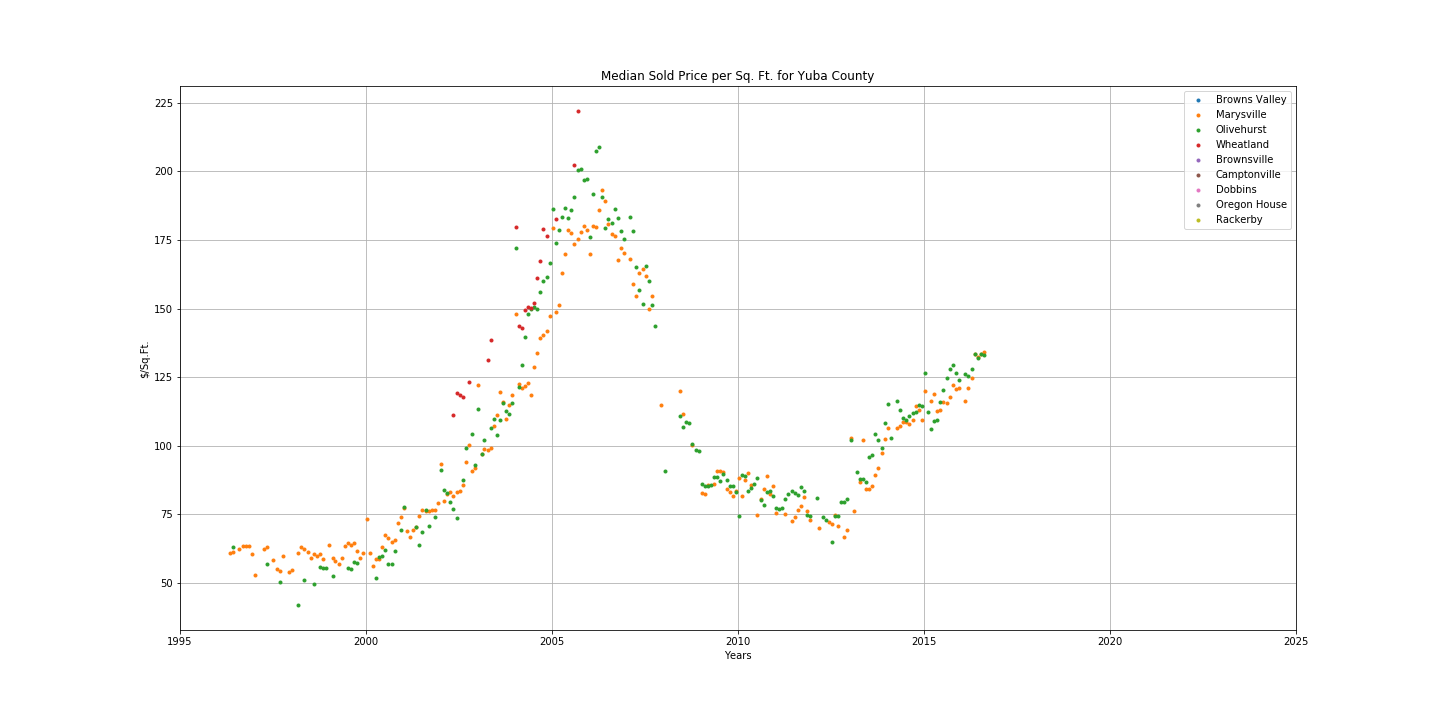 Median Sold Price per Sq. Ft. for Yuba County
225
200
175
150
125
100
75
50
$/Sq.Ft.
Browns Valley
Marysville
Olivehurst
Wheatland
Brownsville
Camptonville
Dobbins
Oregon House
Rackerby
1995 2000 2005 2010 2015 2020 2025
Years